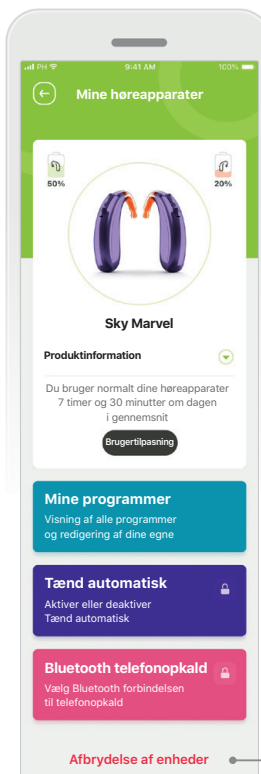 PH 9:41 AM 100%
Mine høreapparater
50% 20%
Sky Marvel
Produktinformation
Du bruger normalt dine høreapparater
7 timer og 30 minutter om dagen
i gennemsnit
Brugertilpasning
Mine programmer
Visning af alle programmer
og redigering af dine egne
Tænd automatisk
Aktiver eller deaktiver
Tænd automatisk
Bluetooth telefonopkald
Vælg Bluetooth forbindelsen
til telefonopkald
Afbrydelse af enheder